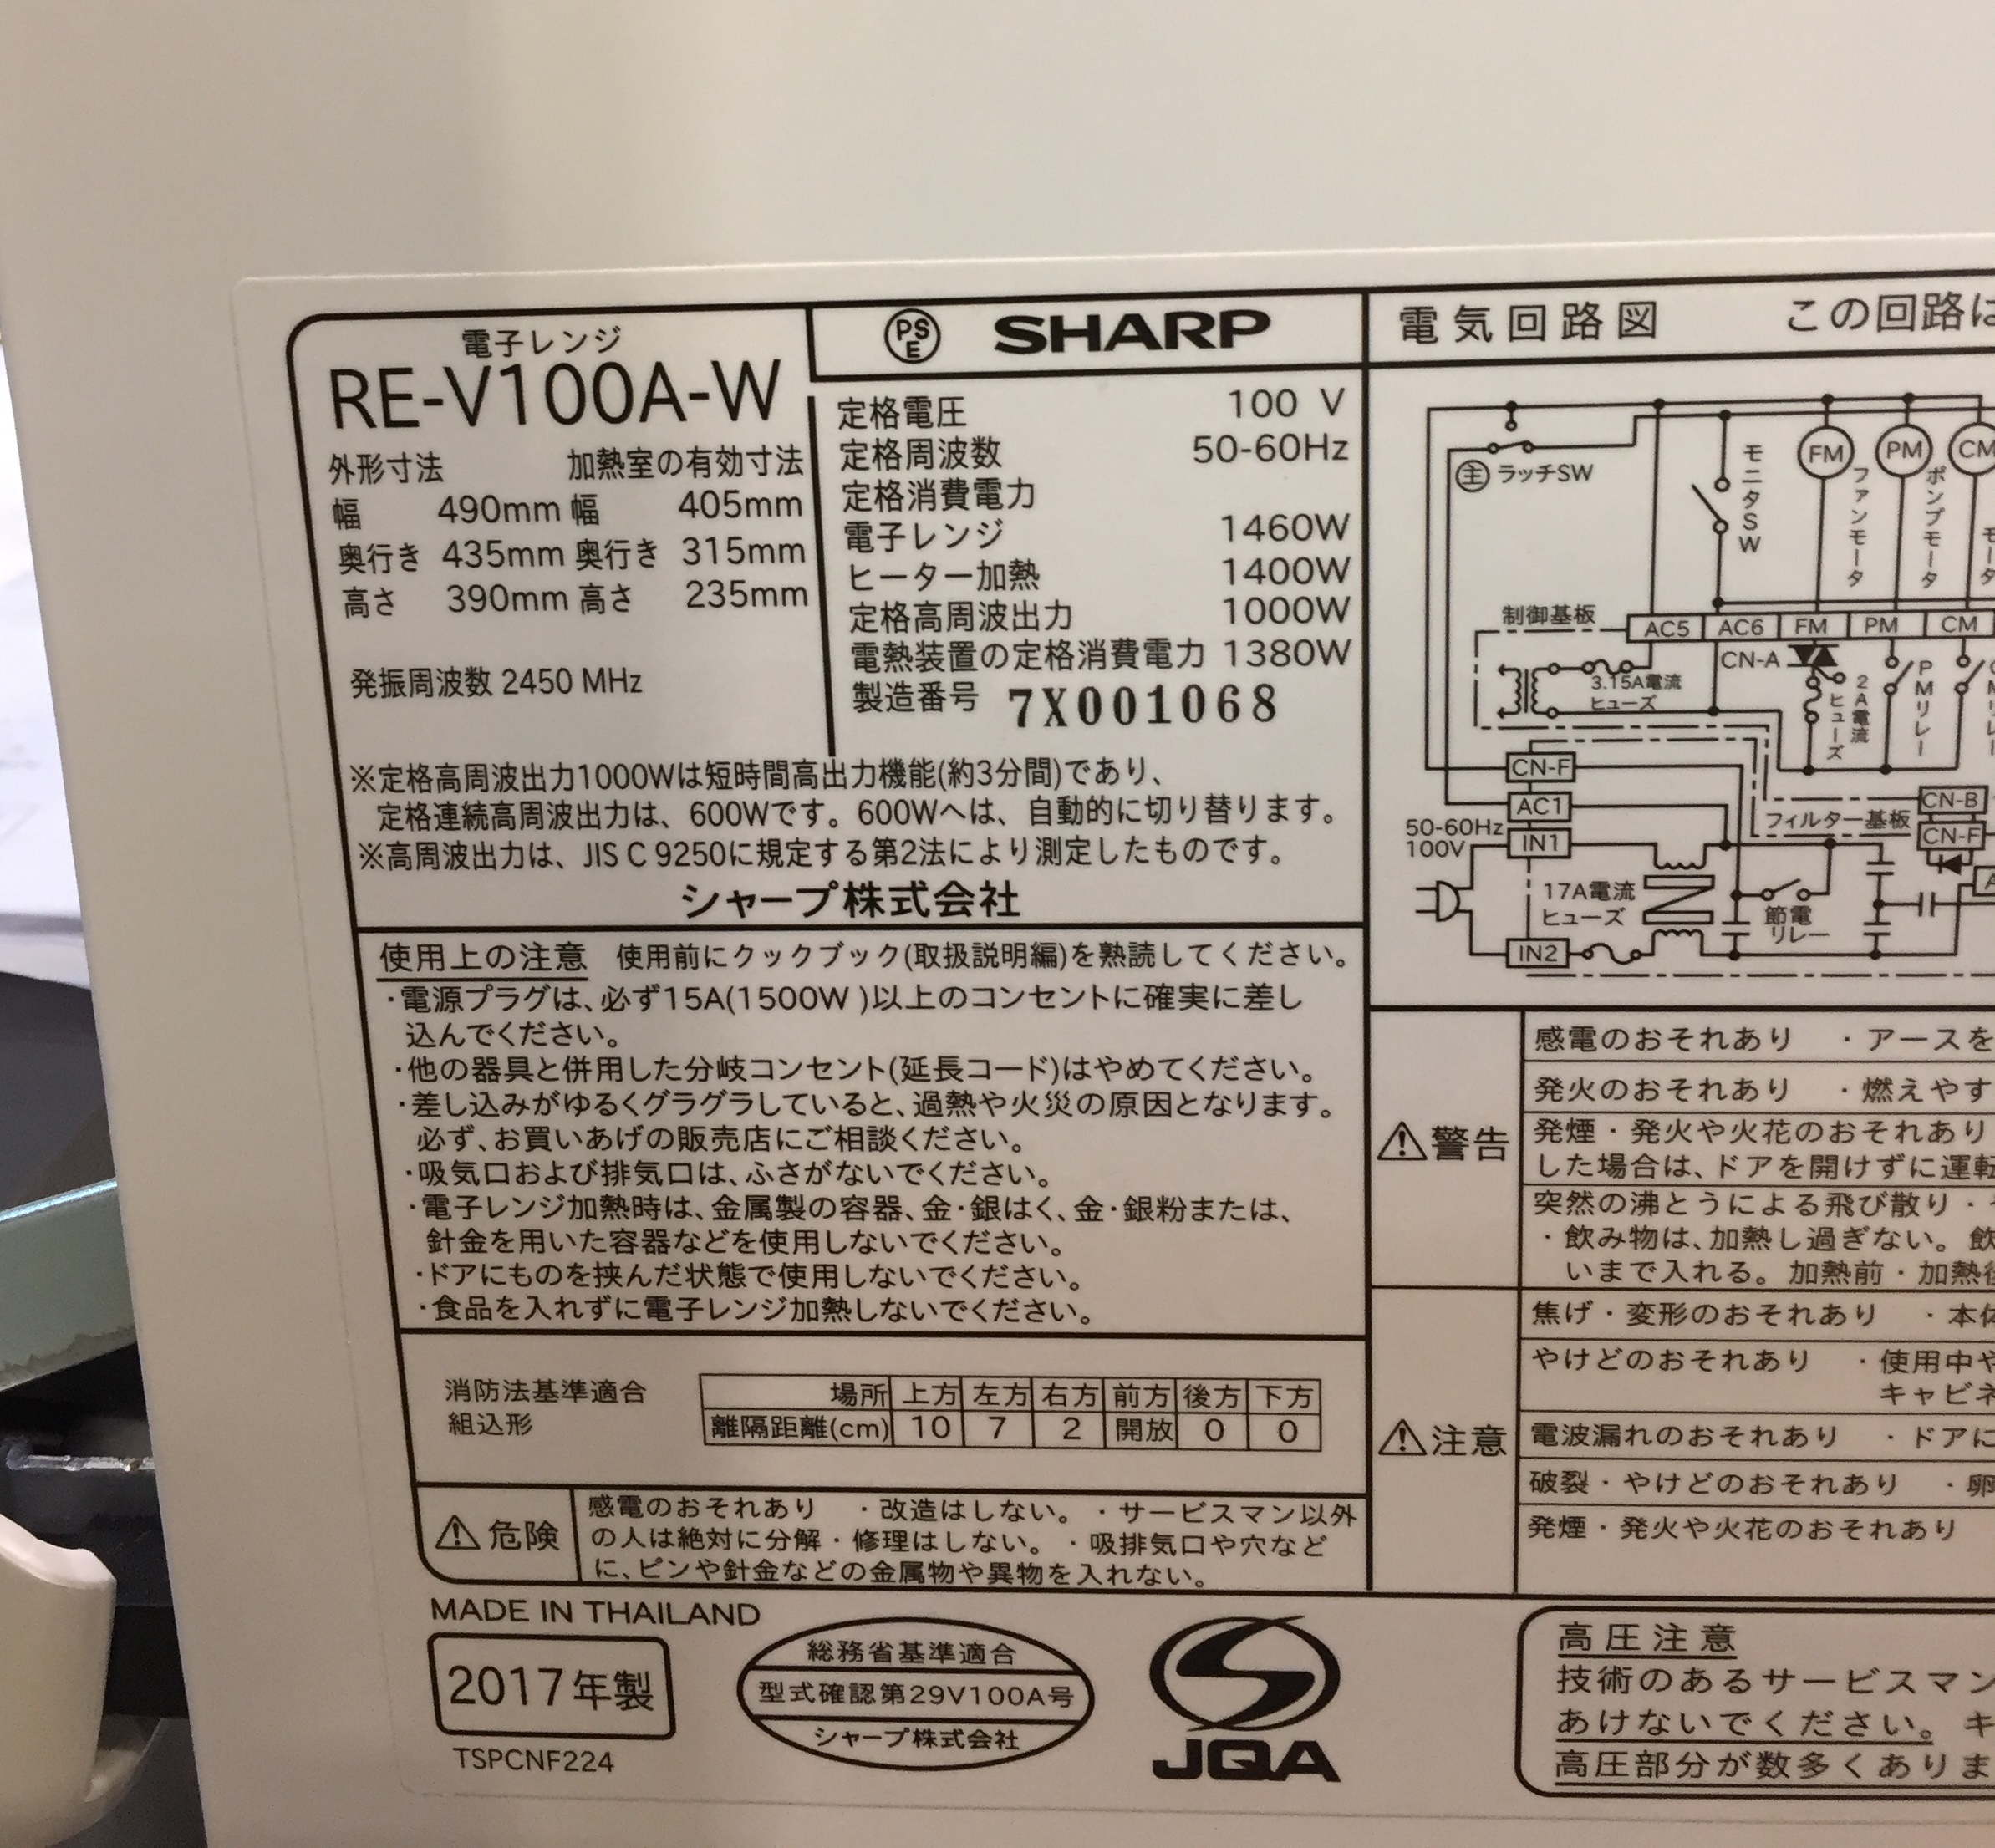 電子レンジ
RE-V100A-W
外形寸法 加熱室の有効寸法
幅 490mm 幅 405mm
奥行き 435mm 奥行き 315mm
高さ 390mm 高さ 235mm
発振周波数 2450 MHz
PSE SHARP
定格電圧 100 V
定格周波数 50-60Hz
定格消費電力
電子レンジ 1460W
ヒーター加熱 1400W
定格高周波出力 1000W
電熱装置の定格消費電力 1380W
製造番号 7X001068
※定格高周波出力1000Wは短時間高出力機能(約3分間)であり、
定格連続高周波出力は、600Wです。600Wへは、自動的に切り替ります。
※高周波出力は、JIS C 9250に規定する第2法により測定したものです。
シャープ株式会社
使用上の注意 使用前にクックブック(取扱説明編)を熟読してください。
・電源プラグは、必ず15A(1500W )以上のコンセントに確実に差し
込んでください。
・他の器具と併用した分岐コンセント(延長コード)はやめてください。
・差し込みがゆるくグラグラしていると、過熱や火災の原因となります。
必ず、お買いあげの販売店にご相談ください。
・吸気口および排気口は、ふさがないでください。
・電子レンジ加熱時は、金属製の容器、金・銀はく、金・銀粉または、
針金を用いた容器などを使用しないでください。
・ドアにものを挟んだ状態で使用しないでください。
・食品を入れずに電子レンジ加熱しないでください。
消防法基準適合
組込形
場所 上方 左方 右方 前方 後方 下方
離隔距離(cm) 10 7 2 開放 0 0
⚠危険
感電のおそれあり ・改造はしない。・サービスマン以外
の人は絶対に分解・修理はしない。・吸排気口や穴など
に、ピンや針金などの金属物や異物を入れない。
MADE IN THAILAND
2017年製
TSPCNF224
総務省基準適合
型式確認第29V100A号
シャープ株式会社
JQA
電気回路図 この回路は
主 ラッチSW
モニタSW
FM
ファンモータ
PM
ポンプモータ
CM
モータ
制御基板
AC5 AC6 FM PM CM
CN-A
3.15A電流
ヒューズ
2A電流
ヒューズ
PMリレー
CN-F
AC1
50-60Hz
100V
IN1
17A電流
ヒューズ
IN2
節電
リレー
フィルター基板
CN-B
CN-F
⚠警告
感電のおそれあり ・アースを
発火のおそれあり ・燃えやす
発煙・発火や火花のおそれあり
した場合は、ドアを開けずに運転
突然の沸とうによる飛び散り・
・飲み物は、加熱し過ぎない。飲
いまで入れる。加熱前・加熱後
⚠注意
焦げ・変形のおそれあり ・本体
やけどのおそれあり ・使用中や
キャビネ
電波漏れのおそれあり ・ドアに
破裂・やけどのおそれあり ・卵
発煙・発火や火花のおそれあり
高圧注意
技術のあるサービスマン
あけないでください。キ
高圧部分が数多くありま